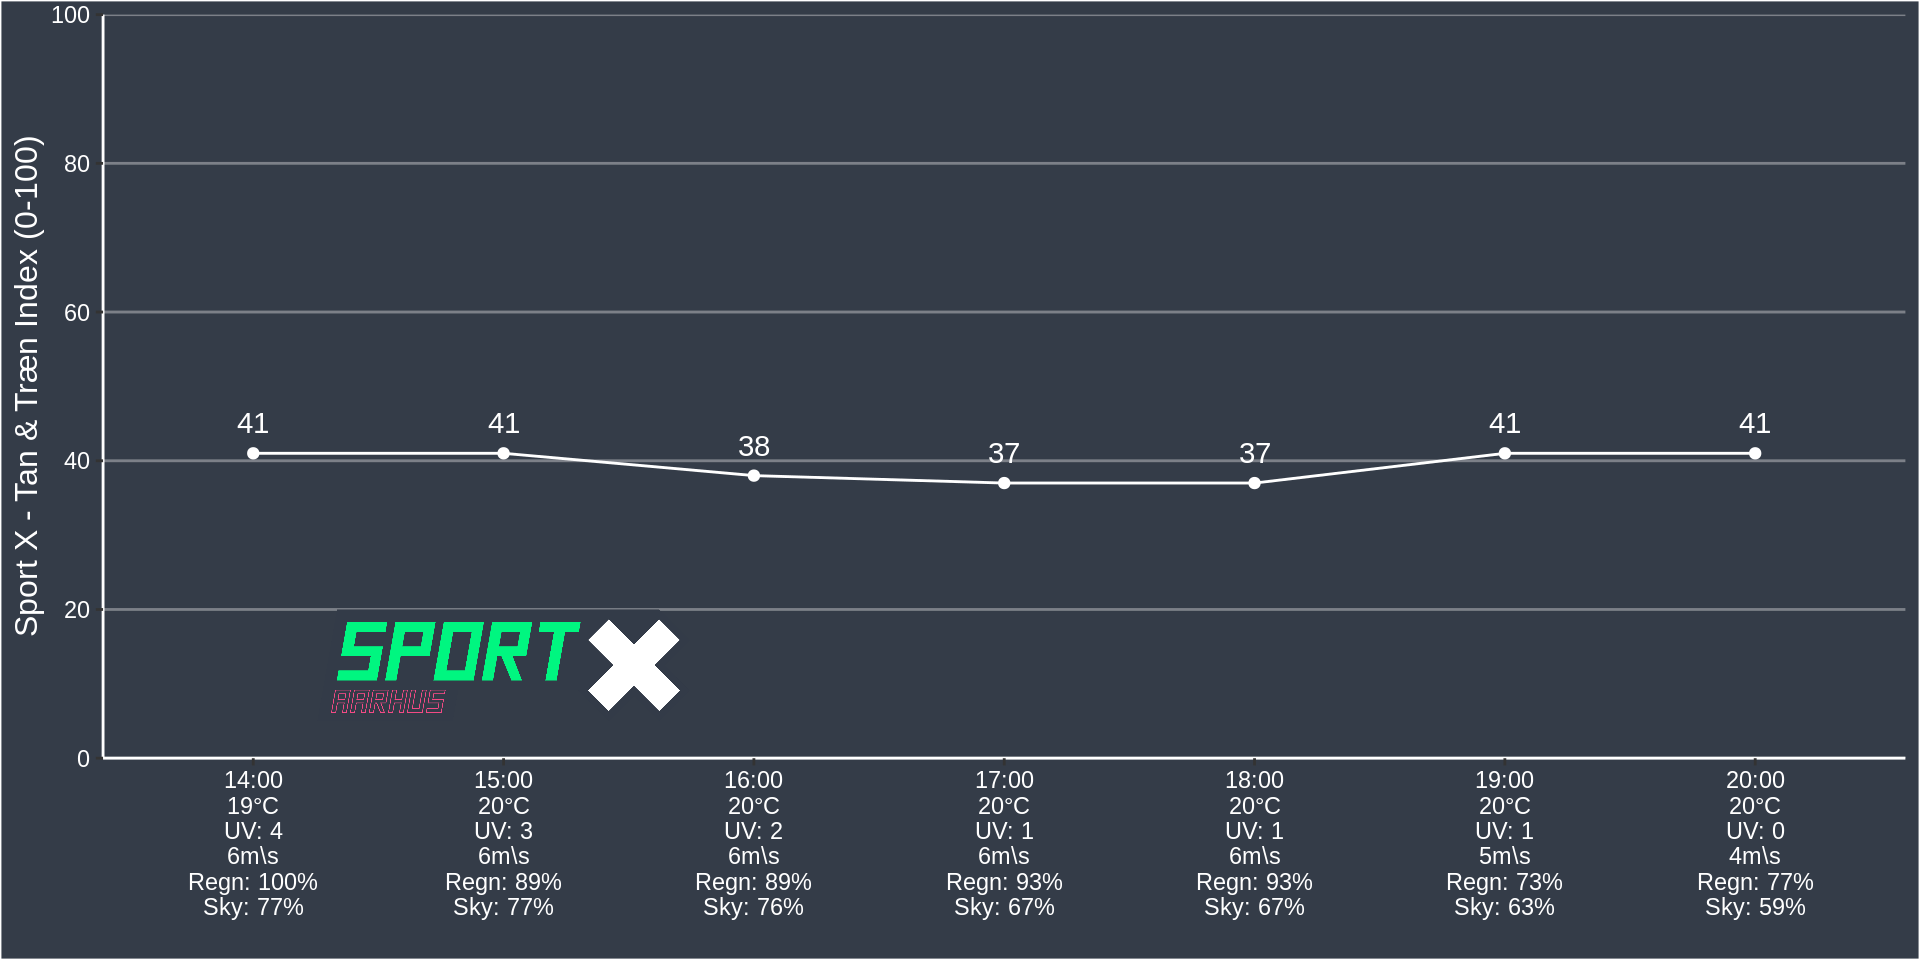 Sport X - Tan & Træn Index (0-100)
100
80
60
40
20
0
41
41
38
37
37
41
41
SPORT X
AARHUS
14:00
19°C
UV: 4
6m\s
Regn: 100%
Sky: 77%
15:00
20°C
UV: 3
6m\s
Regn: 89%
Sky: 77%
16:00
20°C
UV: 2
6m\s
Regn: 89%
Sky: 76%
17:00
20°C
UV: 1
6m\s
Regn: 93%
Sky: 67%
18:00
20°C
UV: 1
6m\s
Regn: 93%
Sky: 67%
19:00
20°C
UV: 1
5m\s
Regn: 73%
Sky: 63%
20:00
20°C
UV: 0
4m\s
Regn: 77%
Sky: 59%